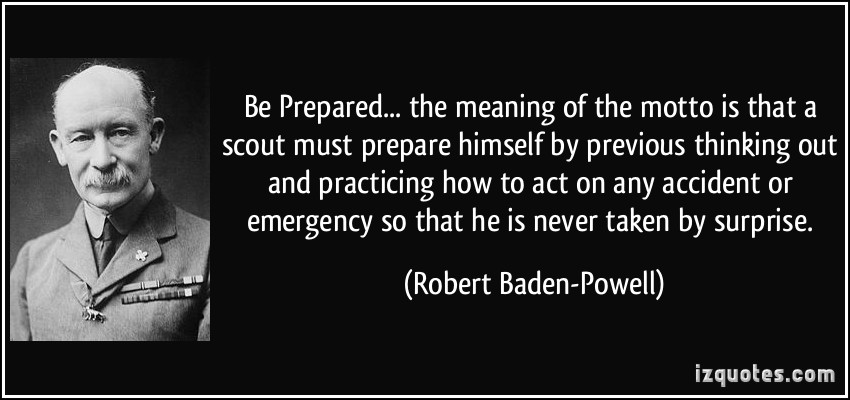 Be Prepared... the meaning of the motto is that a
scout must prepare himself by previous thinking out
and practicing how to act on any accident or
emergency so that he is never taken by surprise.
(Robert Baden-Powell)
izquotes.com